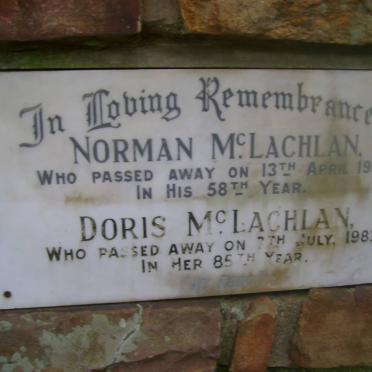 In Loving Remembrance
NORMAN McLACHLAN,
WHO PASSED AWAY ON 13TH APRIL 19
IN HIS 58TH YEAR.
DORIS McLACHLAN,
WHO PASSED AWAY ON 7TH JULY, 198
IN HER 85TH YEAR.